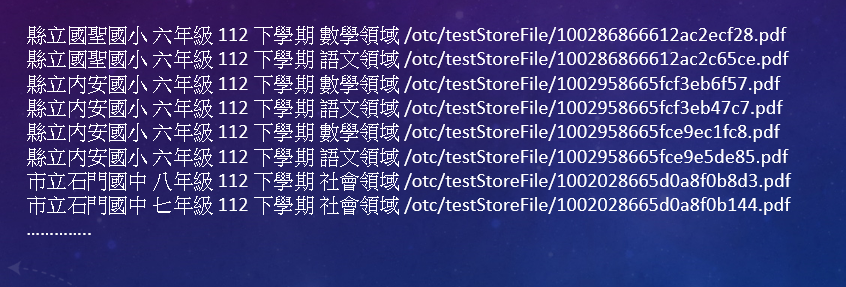 縣立國聖國小 六年級 112 下學期 數學領域 /otc/testStoreFile/100286866612ac2ecf28.pdf
縣立國聖國小 六年級 112 下學期 語文領域 /otc/testStoreFile/100286866612ac2c65ce.pdf
縣立內安國小 六年級 112 下學期 數學領域 /otc/testStoreFile/1002958665fcf3eb6f57.pdf
縣立內安國小 六年級 112 下學期 語文領域 /otc/testStoreFile/1002958665fcf3eb47c7.pdf
縣立內安國小 六年級 112 下學期 數學領域 /otc/testStoreFile/1002958665fce9ec1fc8.pdf
縣立內安國小 六年級 112 下學期 語文領域 /otc/testStoreFile/1002958665fce9e5de85.pdf
市立石門國中 八年級 112 下學期 社會領域 /otc/testStoreFile/1002028665d0a8f0b8d3.pdf
市立石門國中 七年級 112 下學期 社會領域 /otc/testStoreFile/1002028665d0a8f0b144.pdf
..............